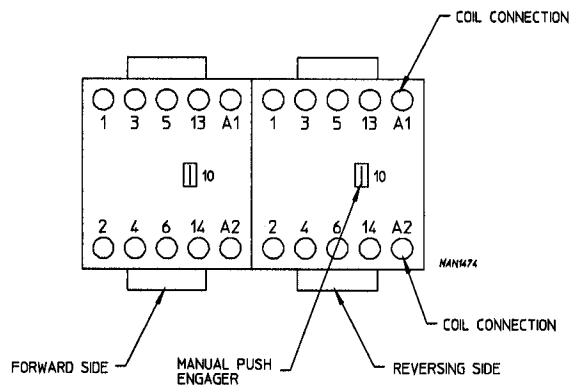 COIL CONNECTION
1 3 5 13 A1 1 3 5 13 A1
10 10
2 4 6 14 A2 2 4 6 14 A2
NAN1474
COIL CONNECTION
FORWARD SIDE
MANUAL PUSH
ENGAGER
REVERSING SIDE